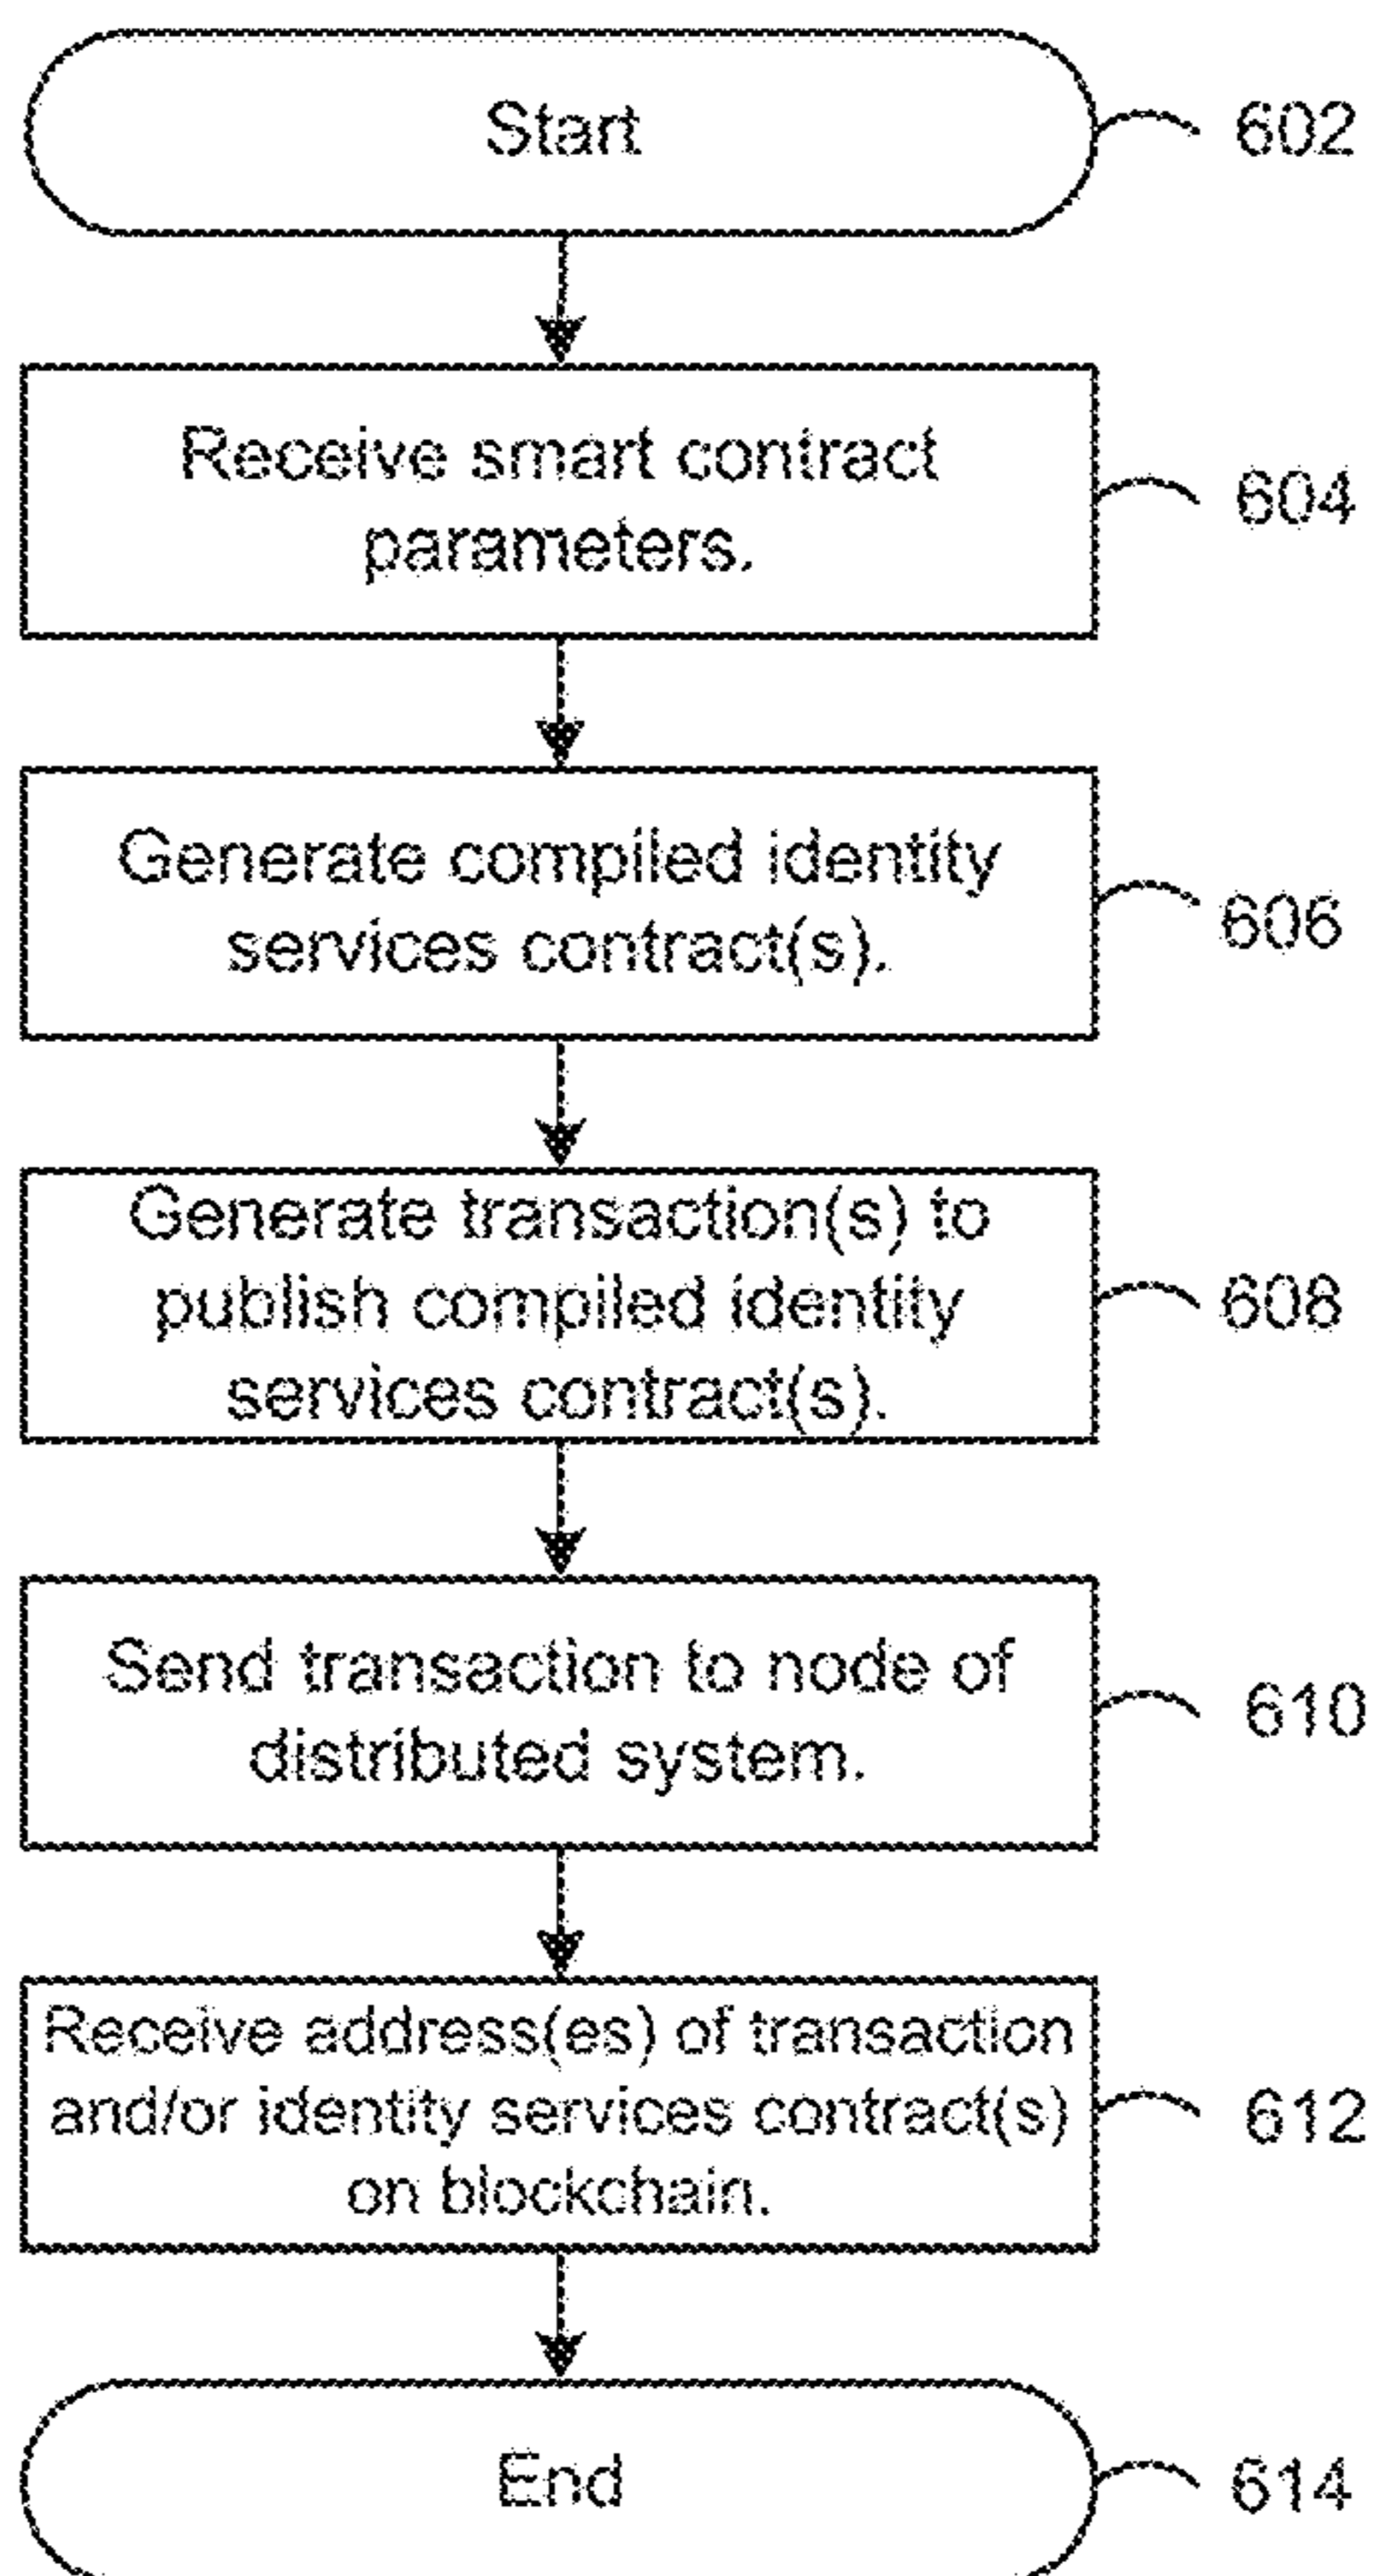 Start
602
Receive smart contract
parameters.
604
Generate compiled identity
services contract(s).
606
Generate transaction(s) to
publish compiled identity
services contract(s).
608
Send transaction to node of
distributed system.
610
Receive address(es) of transaction
and/or identity services contract(s)
on blockchain.
612
End
614